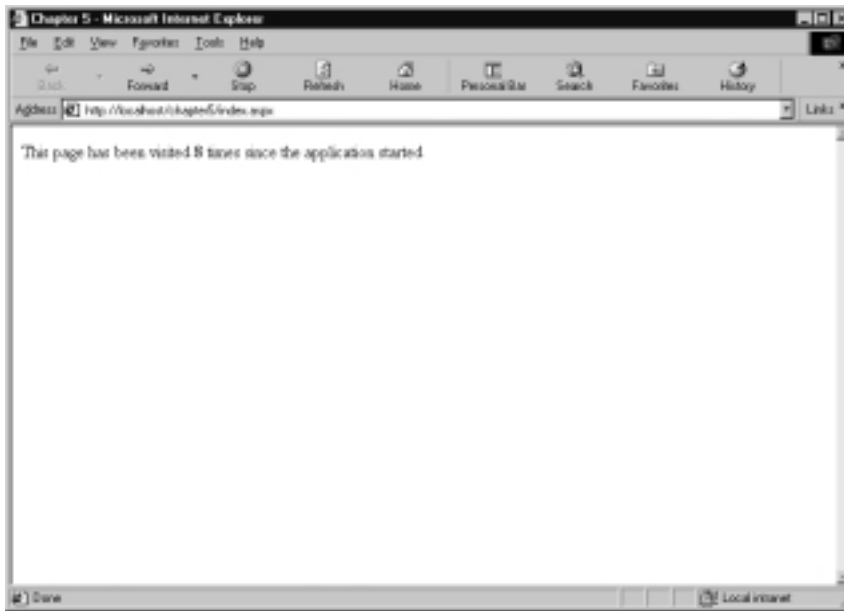 Chapter 5 - Microsoft Internet Explorer
File Edit View Favorites Tools Help
Back Forward Stop Refresh Home Personal Bar Search Favorites History
Address http://localhost/chapter5/index.aspx Links
This page has been visited 8 times since the application started
Done Local intranet